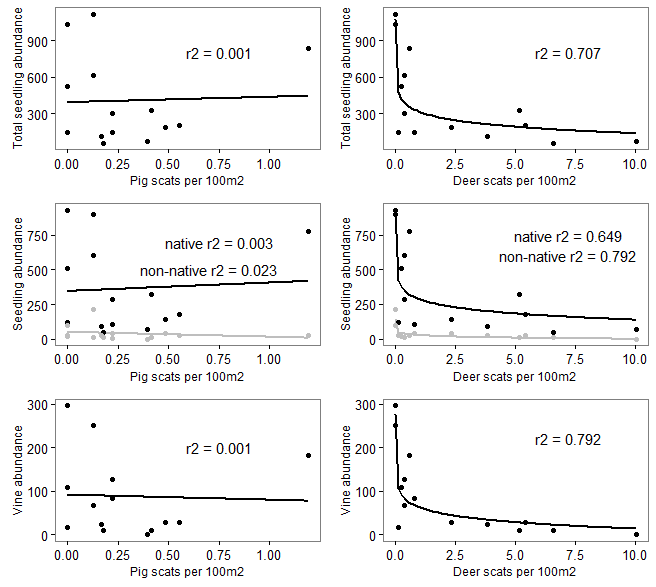 Total seedling abundance
900
600
300
r2 = 0.001
0.00 0.25 0.50 0.75 1.00
Pig scats per 100m2
Total seedling abundance
900
600
300
r2 = 0.707
0.0 2.5 5.0 7.5 10.0
Deer scats per 100m2
Seedling abundance
750
500
250
0
native r2 = 0.003
non-native r2 = 0.023
0.00 0.25 0.50 0.75 1.00
Pig scats per 100m2
Seedling abundance
750
500
250
0
native r2 = 0.649
non-native r2 = 0.792
0.0 2.5 5.0 7.5 10.0
Deer scats per 100m2
Vine abundance
300
200
100
0
r2 = 0.001
0.00 0.25 0.50 0.75 1.00
Pig scats per 100m2
Vine abundance
300
200
100
0
r2 = 0.792
0.0 2.5 5.0 7.5 10.0
Deer scats per 100m2